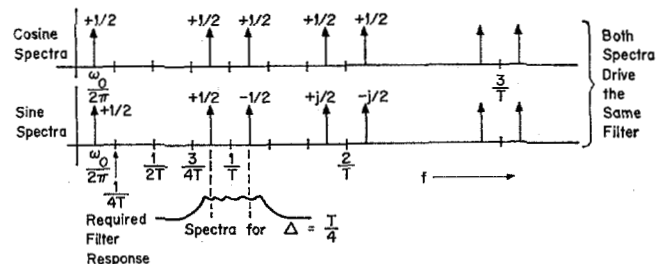 +1/2 +1/2 +1/2 +1/2 +1/2
Cosine
Spectra
ω0
2π
3
T
Both
Spectra
Drive
the
Same
Filter
+1/2 +1/2 -1/2 +j/2 -j/2
Sine
Spectra
ω0
2π
1
4T
1
2T
3
4T
1
T
2
T
f
Required
Filter
Response
Spectra for Δ = T
4